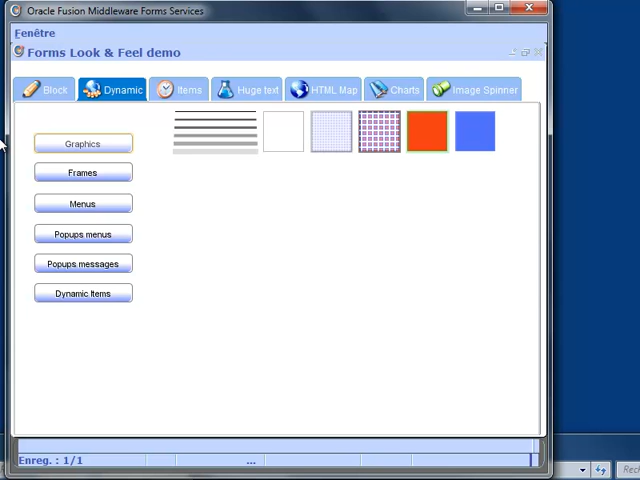 Oracle Fusion Middleware Forms Services
Fenêtre
Forms Look & Feel demo
Block Dynamic Items Huge text HTML Map Charts Image Spinner
Graphics
Frames
Menus
Popups menus
Popups messages
Dynamic Items
Enreg. : 1/1 ...
Rech